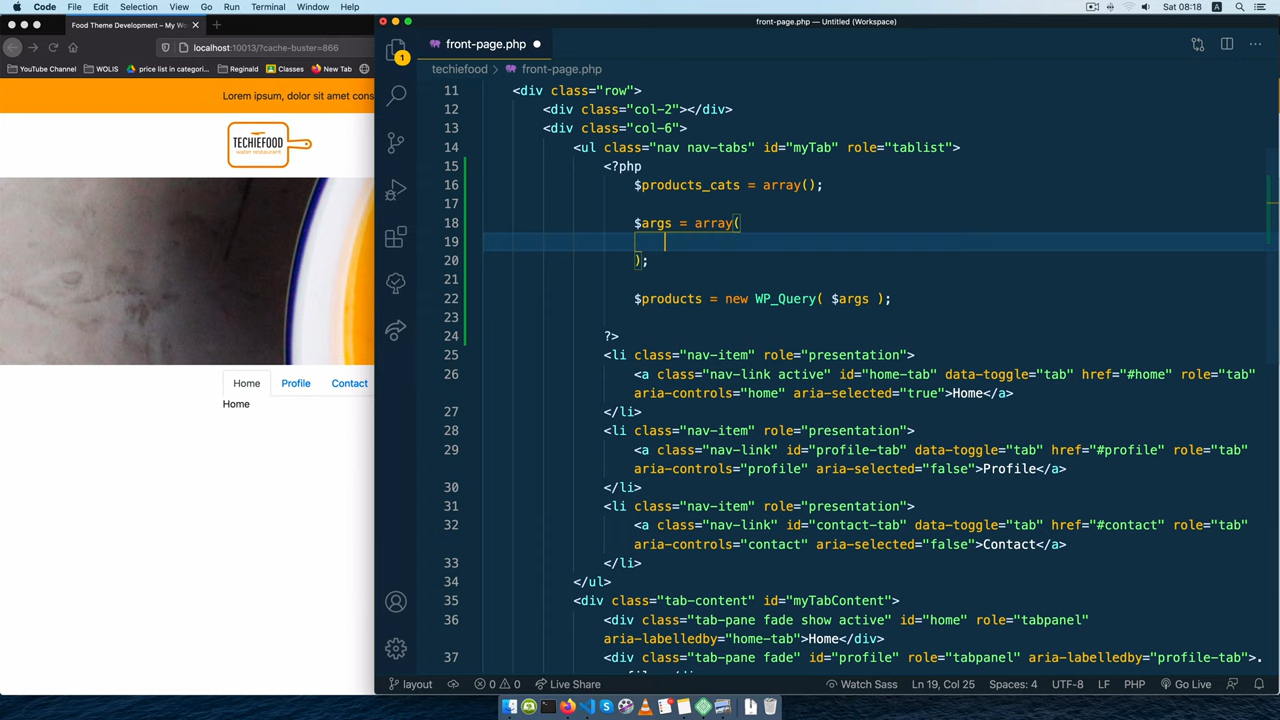 Code File Edit Selection View Go Run Terminal Window Help
Sat 08:18
Food Theme Development – My Wo
front-page.php — Untitled (Workspace)
localhost:10013/?cache-buster=866
YouTube Channel WOLIS price list in categori... Reginald Classes New Tab
Lorem ipsum, dolor sit amet cons
TECHIEFOOD
water restaurant
Home Profile Contact
Home
1
front-page.php
techiefood > front-page.php
11 <div class="row">
12 <div class="col-2"></div>
13 <div class="col-6">
14 <ul class="nav nav-tabs" id="myTab" role="tablist">
15 <?php
16 $products_cats = array();
17
18 $args = array(
19
20 );
21
22 $products = new WP_Query( $args );
23
24 ?>
25 <li class="nav-item" role="presentation">
26 <a class="nav-link active" id="home-tab" data-toggle="tab" href="#home" role="tab"
aria-controls="home" aria-selected="true">Home</a>
27 </li>
28 <li class="nav-item" role="presentation">
29 <a class="nav-link" id="profile-tab" data-toggle="tab" href="#profile" role="tab"
aria-controls="profile" aria-selected="false">Profile</a>
30 </li>
31 <li class="nav-item" role="presentation">
32 <a class="nav-link" id="contact-tab" data-toggle="tab" href="#contact" role="tab"
aria-controls="contact" aria-selected="false">Contact</a>
33 </li>
34 </ul>
35 <div class="tab-content" id="myTabContent">
36 <div class="tab-pane fade show active" id="home" role="tabpanel"
aria-labelledby="home-tab">Home</div>
37 <div class="tab-pane fade" id="profile" role="tabpanel" aria-labelledby="profile-tab">.
layout 0 0 Live Share Watch Sass Ln 19, Col 25 Spaces: 4 UTF-8 LF PHP Go Live